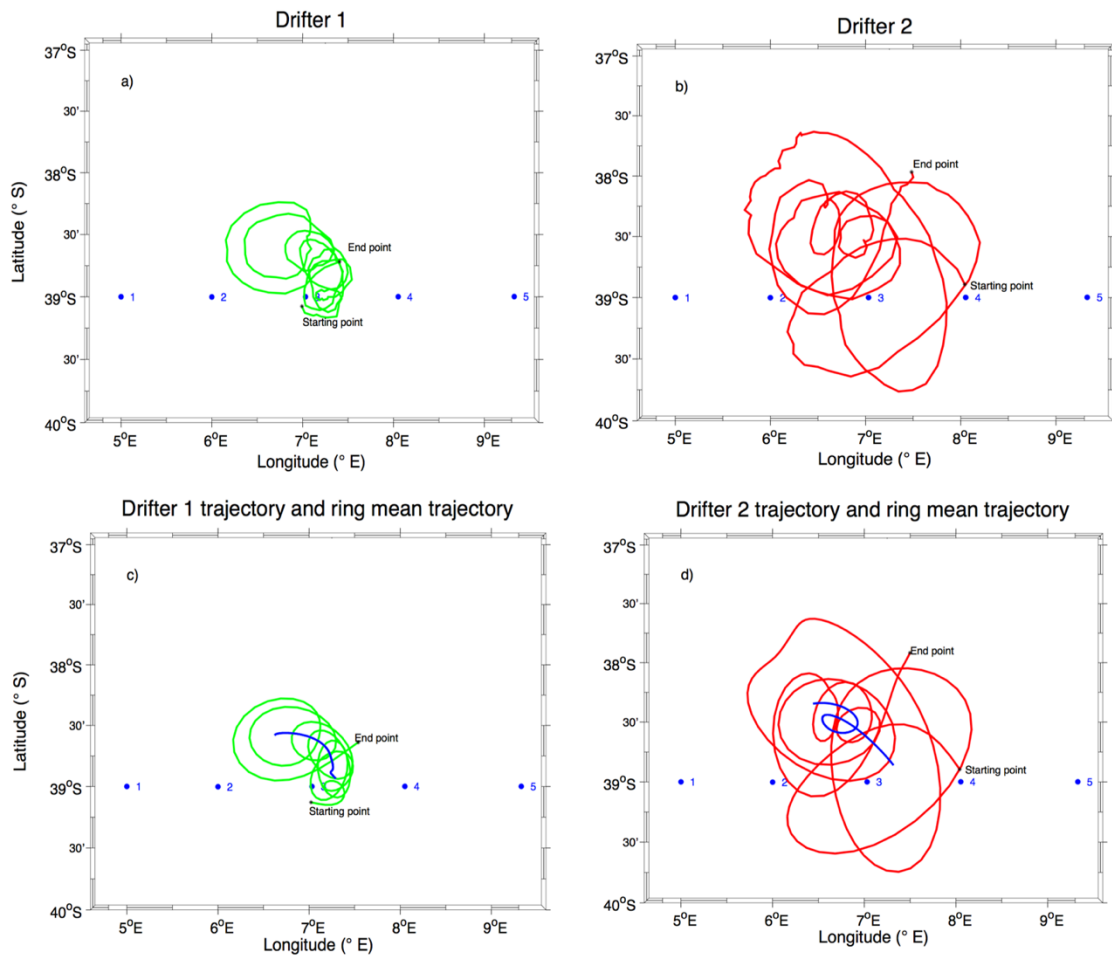 Drifter 1
37°S
a)
30'
38°S
30'
End point
39°S
1
2
3
4
5
Starting point
30'
40°S
5°E
6°E
7°E
8°E
9°E
Latitude (° S)
Longitude (° E)
Drifter 2
37°S
b)
30'
End point
38°S
30'
Starting point
39°S
1
2
3
4
5
30'
40°S
5°E
6°E
7°E
8°E
9°E
Longitude (° E)
Drifter 1 trajectory and ring mean trajectory
37°S
c)
30'
38°S
30'
End point
39°S
1
2
4
5
Starting point
30'
40°S
5°E
6°E
7°E
8°E
9°E
Latitude (° S)
Longitude (° E)
Drifter 2 trajectory and ring mean trajectory
37°S
d)
30'
End point
38°S
30'
Starting point
39°S
1
2
3
4
5
30'
40°S
5°E
6°E
7°E
8°E
9°E
Longitude (° E)